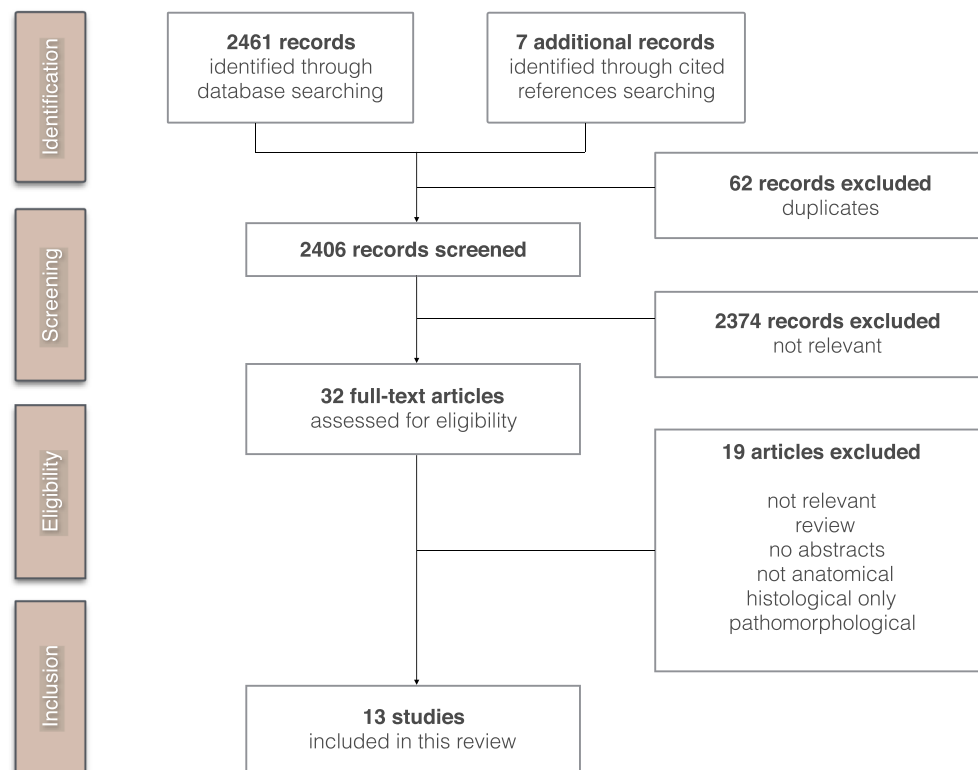 Identification
2461 records
identified through
database searching
7 additional records
identified through cited
references searching
62 records excluded
duplicates
Screening
2406 records screened
2374 records excluded
not relevant
32 full-text articles
assessed for eligibility
Eligibility
19 articles excluded
not relevant
review
no abstracts
not anatomical
histological only
pathomorphological
Inclusion
13 studies
included in this review